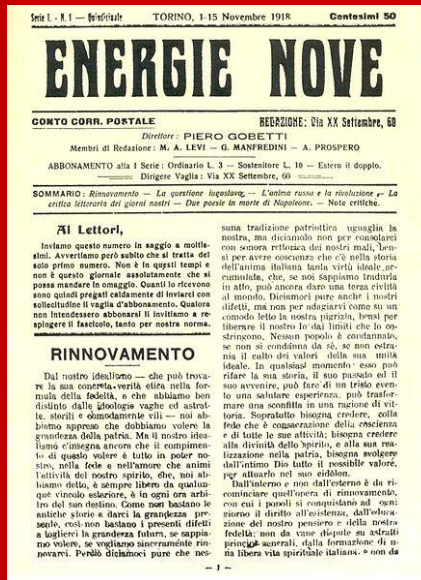 Serie I. - N. 1 — Quindicinale
TORINO, 1-15 Novembre 1918
Centesimi 50
ENERGIE NOVE
CONTO CORR. POSTALE
REDAZIONE: Via XX Settembre, 60
Direttore: PIERO GOBETTI
Membri di Redazione: M. A. LEVI — G. MANFREDINI — A. PROSPERO
ABBONAMENTO alla I Serie: Ordinario L. 3 — Sostenitore L. 10 — Estero il doppio.
Dirigere Vaglia: Via XX Settembre, 60
SOMMARIO: Rinnovamento — La questione iugoslava — L'anima russa e la rivoluzione — La
critica letteraria dei giorni nostri — Due poesie in morte di Napoleone. — Note critiche.
Ai Lettori,
Inviamo questo numero in saggio a moltis-
simi. Avvertiamo però subito che si tratta del
solo primo numero. Non è in questi tempi e
non è questo giornale assolutamente che si
possa mandare in omaggio. Quanti lo ricevono
sono quindi pregati caldamente di inviarci con
sollecitudine il vaglia d'abbonamento. Qualora
non intendessero abbonarsi li invitiamo a re-
spingere il fascicolo, tanto per nostra norma.
RINNOVAMENTO
Dal nostro idealismo — che può trova-
re la sua concreta verità etica nella for-
mula della fedeltà, e che abbiamo ben
distinto dalle ideologie vaghe ed astrat-
te, sterili e comodamente vili — noi ab-
biamo appreso che dobbiamo volere la
grandezza della patria. Ma il nostro idea-
lismo c'insegna ancora che il compimen-
to di questo volere è tutto in poter no-
stro, nella fede e nell'amore che animi
l'attività del nostro spirito, che, noi ab-
biamo detto, è sempre libero da qualun-
que vincolo esteriore, è in ogni ora arbi-
tro del suo destino. Come non bastano le
antiche glorie a darci la grandezza pre-
sente, così non bastano i presenti difetti
a toglierci la grandezza futura, se sappia-
mo volere, se vogliamo sinceramente rin-
novarci. Perciò diciamoci pure che nes-
suna tradizione patriottica uguaglia la
nostra, ma diciamolo non per consolarci
con sonora rettorica dei nostri mali, ben-
sì per avere coscienza che c'è nella storia
dell'anima italiana tanta virtù ideale ac-
cumulata, che, se noi sappiamo tradurla
in atto, può ancora dare una terza civiltà
al mondo. Diciamoci pure anche i nostri
difetti, ma non per adagiarvi come su un
comodo letto la nostra pigrizia, bensì per
liberare il nostro Io dai limiti che lo co-
stringono. Nessun popolo è condannato,
se non si condanna da sè, se non estra-
nia il culto dei valori della sua unità
ideale. In qualsiasi momento esso può
rifare la sua storia, il suo passato ed il
suo avvenire, può fare di un tristo even-
to una salutare esperienza, può trasfor-
mare una sconfitta in una ragione di vit-
toria. Sopratutto bisogna credere, colla
fede che è consacrazione della coscienza
e di tutte le sue attività; bisogna credere
alla divinità dello Spirito, e alla sua rea-
lizzazione nella patria, bisogna svolgere
dall'intimo Dio tutto il possibile valore,
per attuarlo nel suo eidòlon.
Dall'interno e non dall'esterno è da ri-
cominciare quell'opera di rinnovamento,
con cui i popoli si conquistano ad ogni
giorno il diritto all'esistenza, dall'educa-
zione del nostro pensiero e della nostra
fedeltà; non da vane dispute su astratti
principi generali, dalla formazione di u-
na libera vita spirituale italiana, e non da
— 1 —